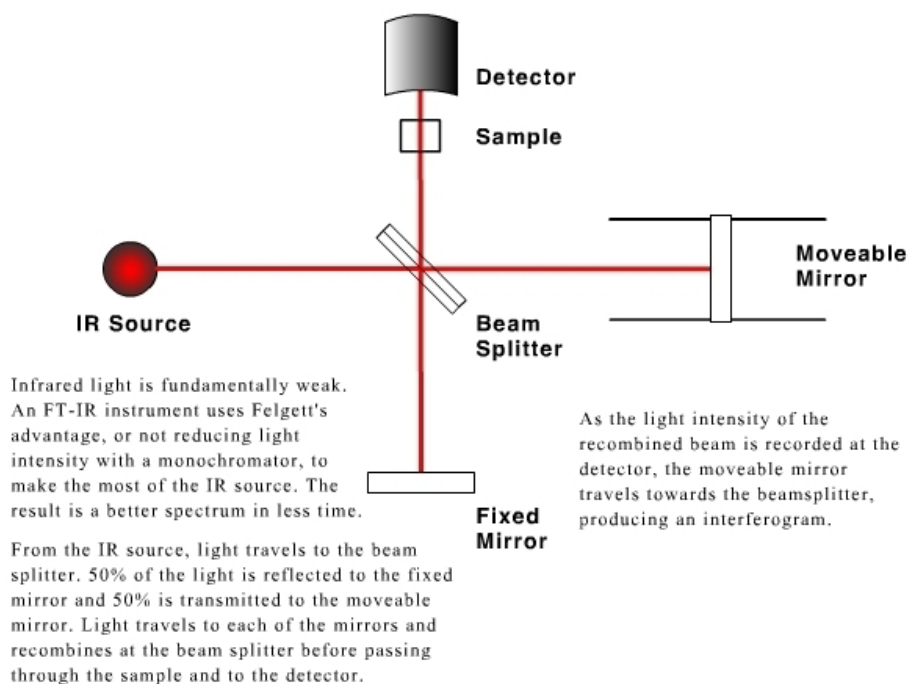 Detector
Sample
Moveable
Mirror
IR Source
Beam
Splitter
Infrared light is fundamentally weak.
An FT-IR instrument uses Felgett's
advantage, or not reducing light
intensity with a monochromator, to
make the most of the IR source. The
result is a better spectrum in less time.
As the light intensity of the
recombined beam is recorded at the
detector, the moveable mirror
travels towards the beamsplitter,
producing an interferogram.
Fixed
Mirror
From the IR source, light travels to the beam
splitter. 50% of the light is reflected to the fixed
mirror and 50% is transmitted to the moveable
mirror. Light travels to each of the mirrors and
recombines at the beam splitter before passing
through the sample and to the detector.